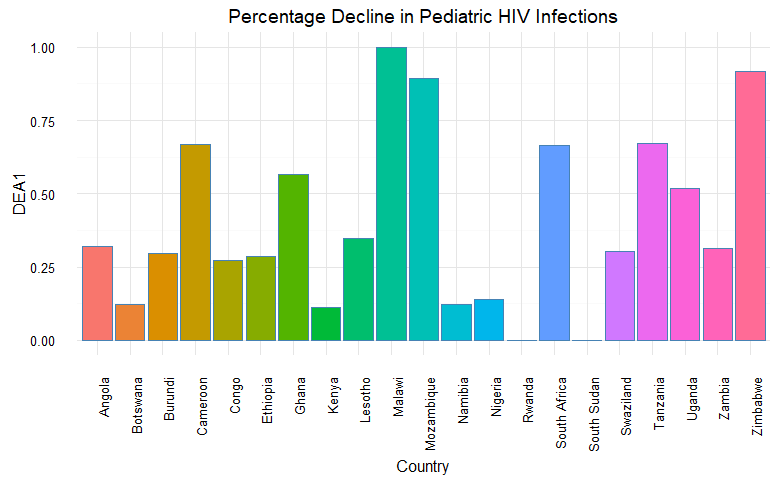 Percentage Decline in Pediatric HIV Infections
DEA1
1.00
0.75
0.50
0.25
0.00
Angola
Botswana
Burundi
Cameroon
Congo
Ethiopia
Ghana
Kenya
Lesotho
Malawi
Mozambique
Namibia
Nigeria
Rwanda
South Africa
South Sudan
Swaziland
Tanzania
Uganda
Zambia
Zimbabwe
Country